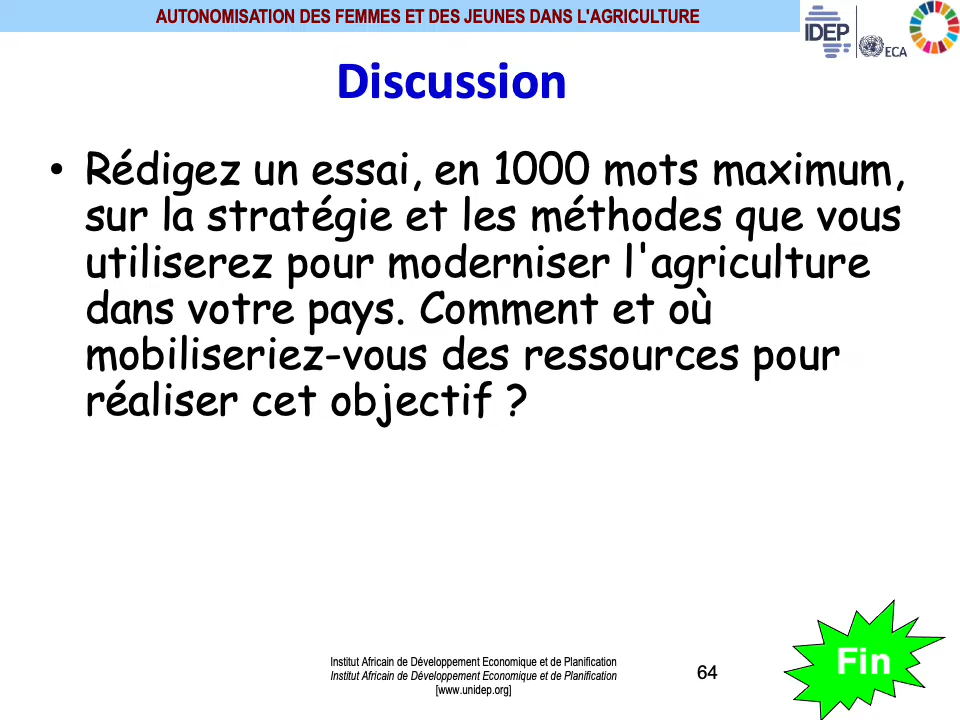 AUTONOMISATION DES FEMMES ET DES JEUNES DANS L'AGRICULTURE
IDEP
ECA
Discussion
• Rédigez un essai, en 1000 mots maximum,
sur la stratégie et les méthodes que vous
utiliserez pour moderniser l'agriculture
dans votre pays. Comment et où
mobiliseriez-vous des ressources pour
réaliser cet objectif ?
Institut Africain de Développement Economique et de Planification
Institut Africain de Développement Economique et de Planification
[www.unidep.org]
64
Fin